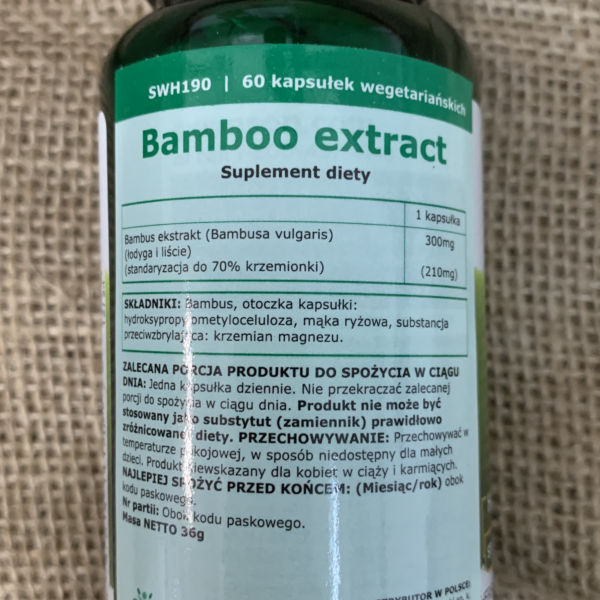 SWH190 | 60 kapsułek wegetariańskich
Bamboo extract
Suplement diety
1 kapsułka
Bambus ekstrakt (Bambusa vulgaris) 300mg
(łodyga i liście)
(standaryzacja do 70% krzemionki) (210mg)
SKŁADNIKI: Bambus, otoczka kapsułki:
hydroksypropylometyloceluloza, mąka ryżowa, substancja
przeciwzbrylająca: krzemian magnezu.
ZALECANA PORCJA PRODUKTU DO SPOŻYCIA W CIĄGU
DNIA: Jedna kapsułka dziennie. Nie przekraczać zalecanej
porcji do spożycia w ciągu dnia. Produkt nie może być
stosowany jako substytut (zamiennik) prawidłowo
zróżnicowanej diety. PRZECHOWYWANIE: Przechowywać w
temperaturze pokojowej, w sposób niedostępny dla małych
dzieci. Produkt niewskazany dla kobiet w ciąży i karmiących.
NAJLEPIEJ SPOŻYĆ PRZED KOŃCEM: (Miesiąc/rok) obok
kodu paskowego.
Nr partii: Obok kodu paskowego.
Masa NETTO 36g
W POLSCE: